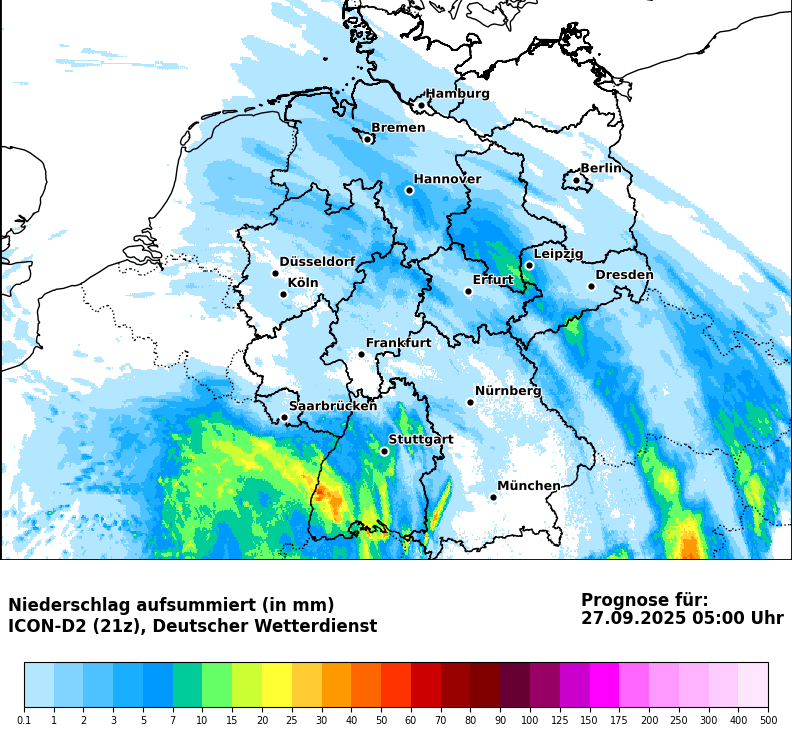 Hamburg
Bremen
Berlin
Hannover
Leipzig
Düsseldorf
Dresden
Köln
Erfurt
Frankfurt
Nürnberg
Saarbrücken
Stuttgart
München
Niederschlag aufsummiert (in mm)
ICON-D2 (21z), Deutscher Wetterdienst
Prognose für:
27.09.2025 05:00 Uhr
0.1 1 2 3 5 7 10 15 20 25 30 40 50 60 70 80 90 100 125 150 175 200 250 300 400 500